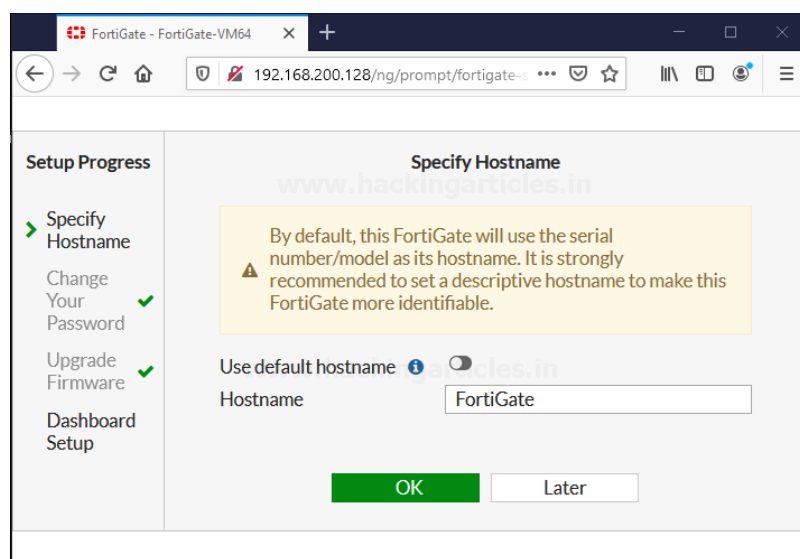 FortiGate - FortiGate-VM64
192.168.200.128/ng/prompt/fortigate-s
Setup Progress
Specify
Hostname
Change
Your
Password
Upgrade
Firmware
Dashboard
Setup
Specify Hostname
www.hackingarticles.in
By default, this FortiGate will use the serial
number/model as its hostname. It is strongly
recommended to set a descriptive hostname to make this
FortiGate more identifiable.
Use default hostname
www.hackingarticles.in
Hostname
FortiGate
OK
Later